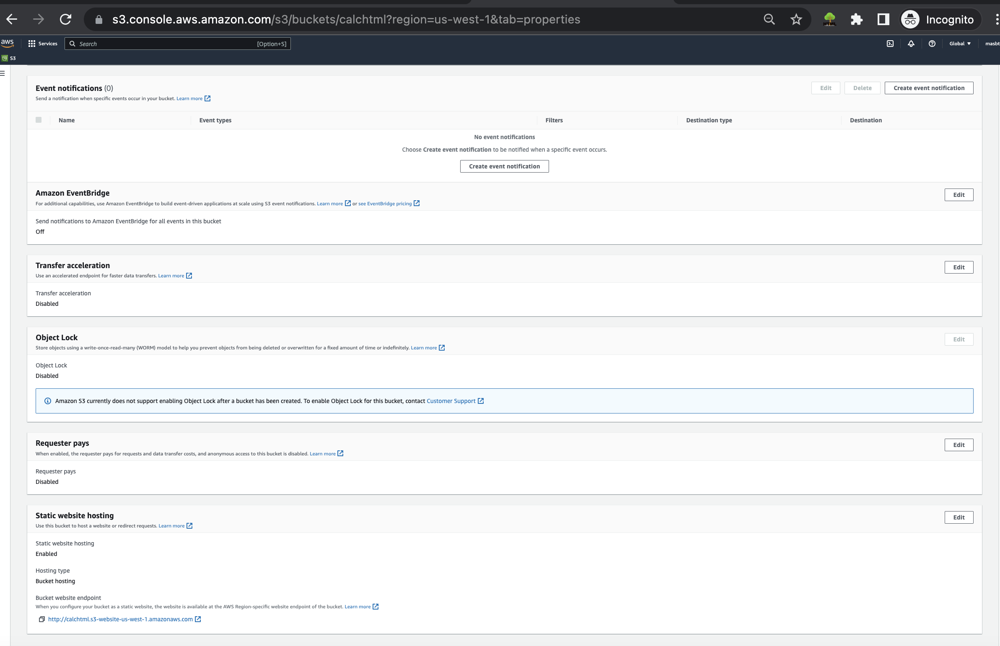 s3.console.aws.amazon.com/s3/buckets/calchtml?region=us-west-1&tab=properties
HTML
Incognito
aws
Services
Search
[Option+S]
Global
masbt
S3
Event notifications (0)
Edit
Delete
Create event notification
Send a notification when specific events occur in your bucket. Learn more
Name
Event types
Filters
Destination type
Destination
No event notifications
Choose Create event notification to be notified when a specific event occurs.
Create event notification
Amazon EventBridge
Edit
For additional capabilities, use Amazon EventBridge to build event-driven applications at scale using S3 event notifications. Learn more or see EventBridge pricing
Send notifications to Amazon EventBridge for all events in this bucket
Off
Transfer acceleration
Edit
Use an accelerated endpoint for faster data transfers. Learn more
Transfer acceleration
Disabled
Object Lock
Edit
Store objects using a write-once-read-many (WORM) model to help you prevent objects from being deleted or overwritten for a fixed amount of time or indefinitely. Learn more
Object Lock
Disabled
Amazon S3 currently does not support enabling Object Lock after a bucket has been created. To enable Object Lock for this bucket, contact Customer Support
Requester pays
Edit
When enabled, the requester pays for requests and data transfer costs, and anonymous access to this bucket is disabled. Learn more
Requester pays
Disabled
Static website hosting
Edit
Use this bucket to host a website or redirect requests. Learn more
Static website hosting
Enabled
Hosting type
Bucket hosting
Bucket website endpoint
When you configure your bucket as a static website, the website is available at the AWS Region-specific website endpoint of the bucket. Learn more
http://calchtml.s3-website-us-west-1.amazonaws.com